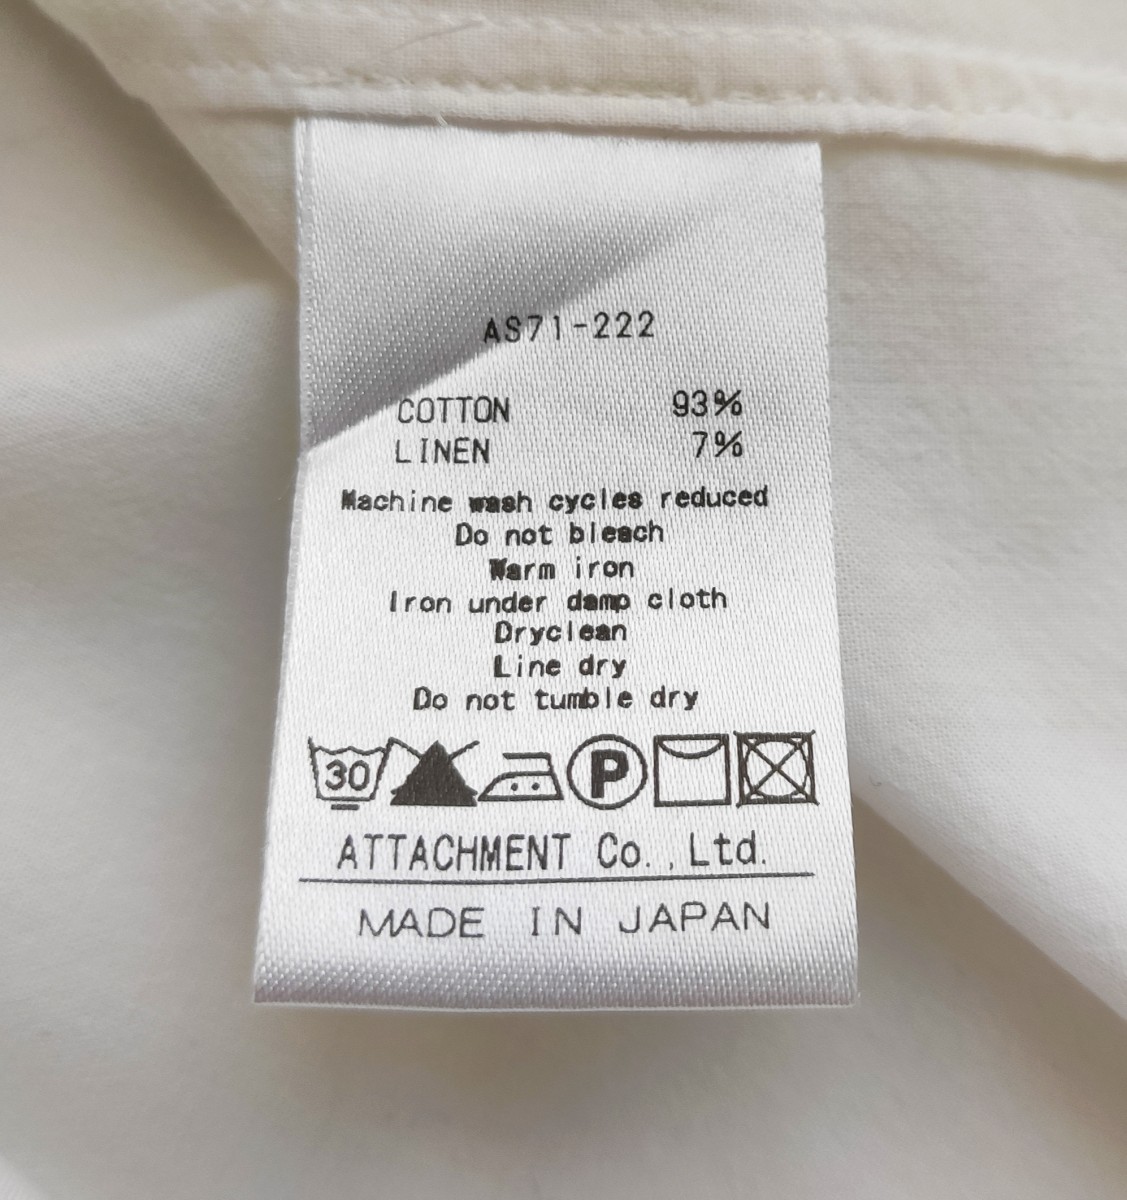 AS71-222
COTTON 93%
LINEN 7%
Machine wash cycles reduced
Do not bleach
Warm iron
Iron under damp cloth
Dryclean
Line dry
Do not tumble dry
30 P
ATTACHMENT Co.,Ltd.
MADE IN JAPAN